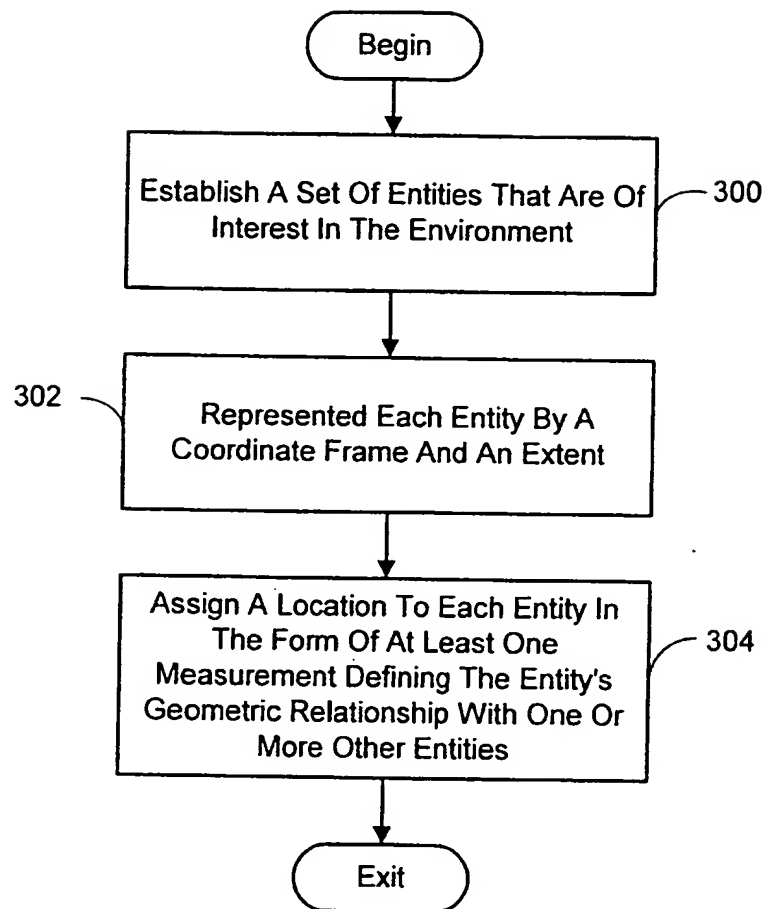 Begin
Establish A Set Of Entities That Are Of
Interest In The Environment
300
302
Represented Each Entity By A
Coordinate Frame And An Extent
Assign A Location To Each Entity In
The Form Of At Least One
Measurement Defining The Entity's
Geometric Relationship With One Or
More Other Entities
304
Exit